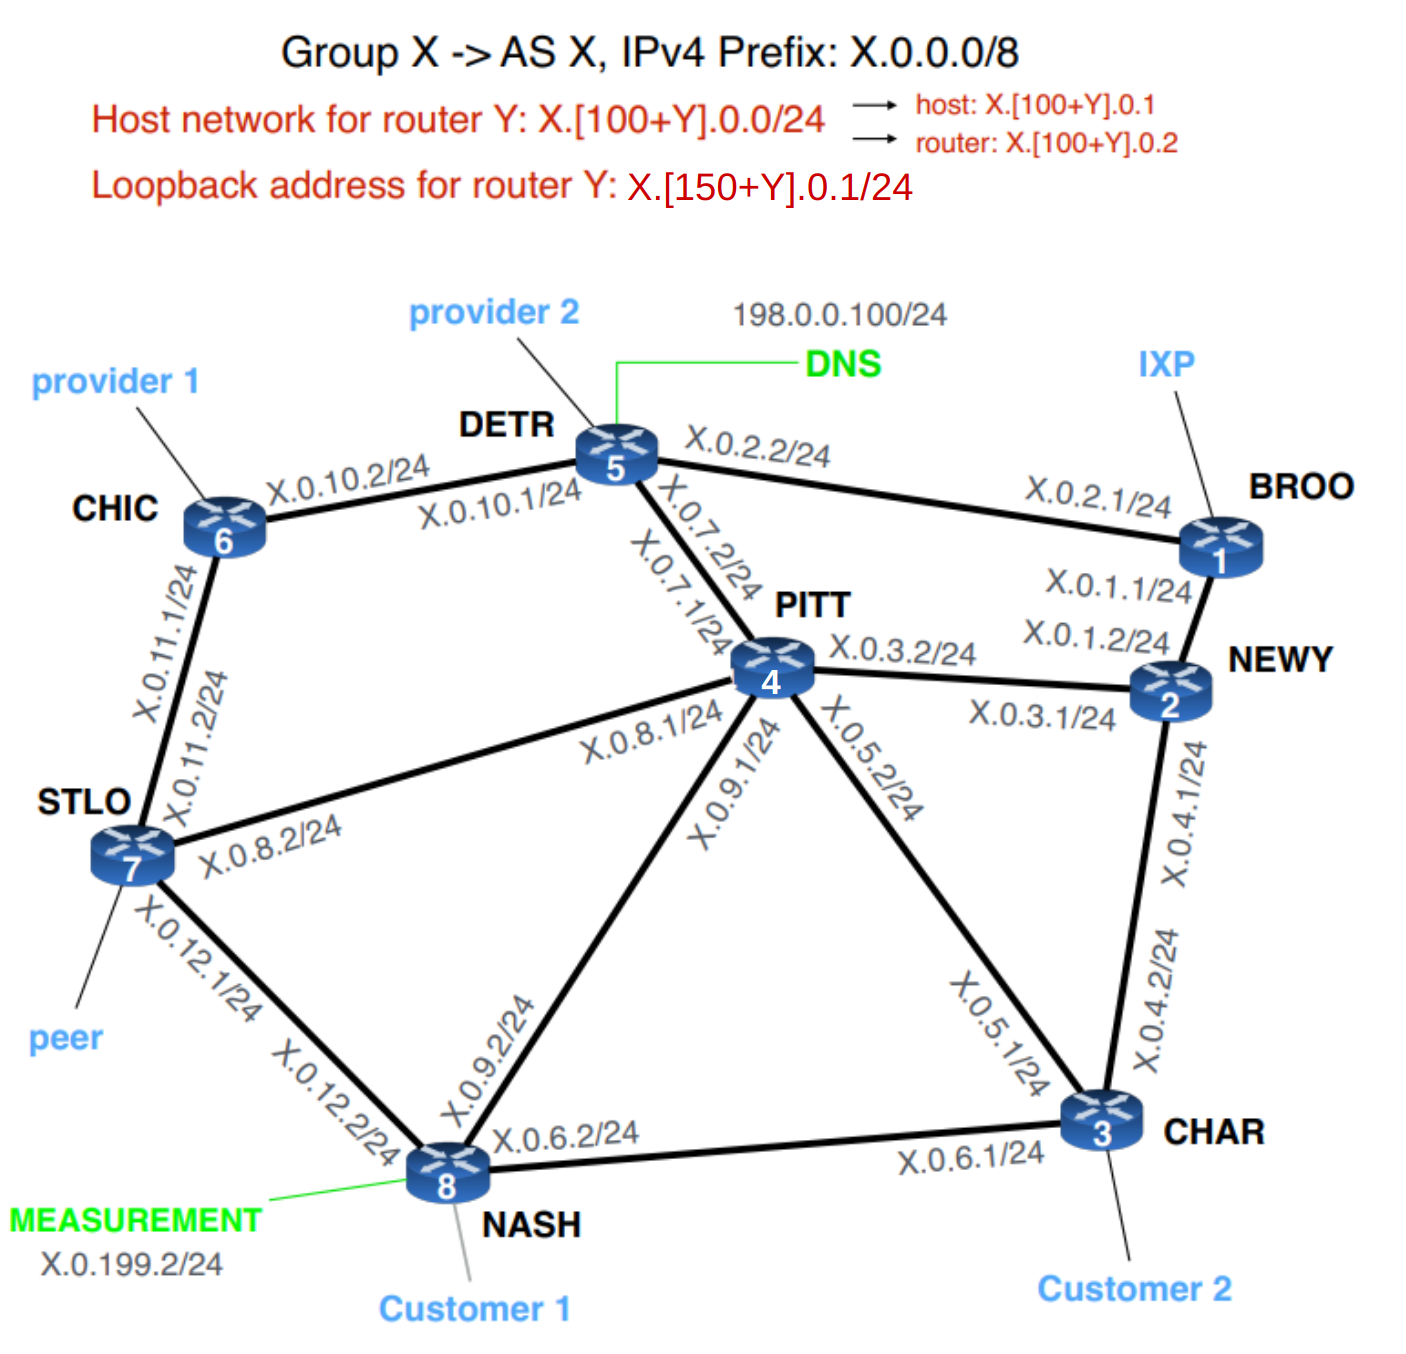 Group X -> AS X, IPv4 Prefix: X.0.0.0/8
Host network for router Y: X.[100+Y].0.0/24
host: X.[100+Y].0.1
router: X.[100+Y].0.2
Loopback address for router Y: X.[150+Y].0.1/24
provider 2
198.0.0.100/24
DNS
IXP
provider 1
DETR
X.0.2.2/24
5
X.0.10.2/24
X.0.10.1/24
CHIC
6
X.0.2.1/24
BROO
1
X.0.7.2/24
X.0.7.1/24
X.0.1.1/24
X.0.1.2/24
PITT
4
X.0.3.2/24
X.0.3.1/24
NEWY
2
X.0.11.1/24
X.0.11.2/24
X.0.8.1/24
X.0.9.1/24
X.0.5.2/24
X.0.4.1/24
STLO
7
X.0.8.2/24
X.0.12.1/24
peer
X.0.12.2/24
X.0.9.2/24
X.0.5.1/24
X.0.4.2/24
X.0.6.2/24
X.0.6.1/24
3
CHAR
8
NASH
MEASUREMENT
X.0.199.2/24
Customer 1
Customer 2